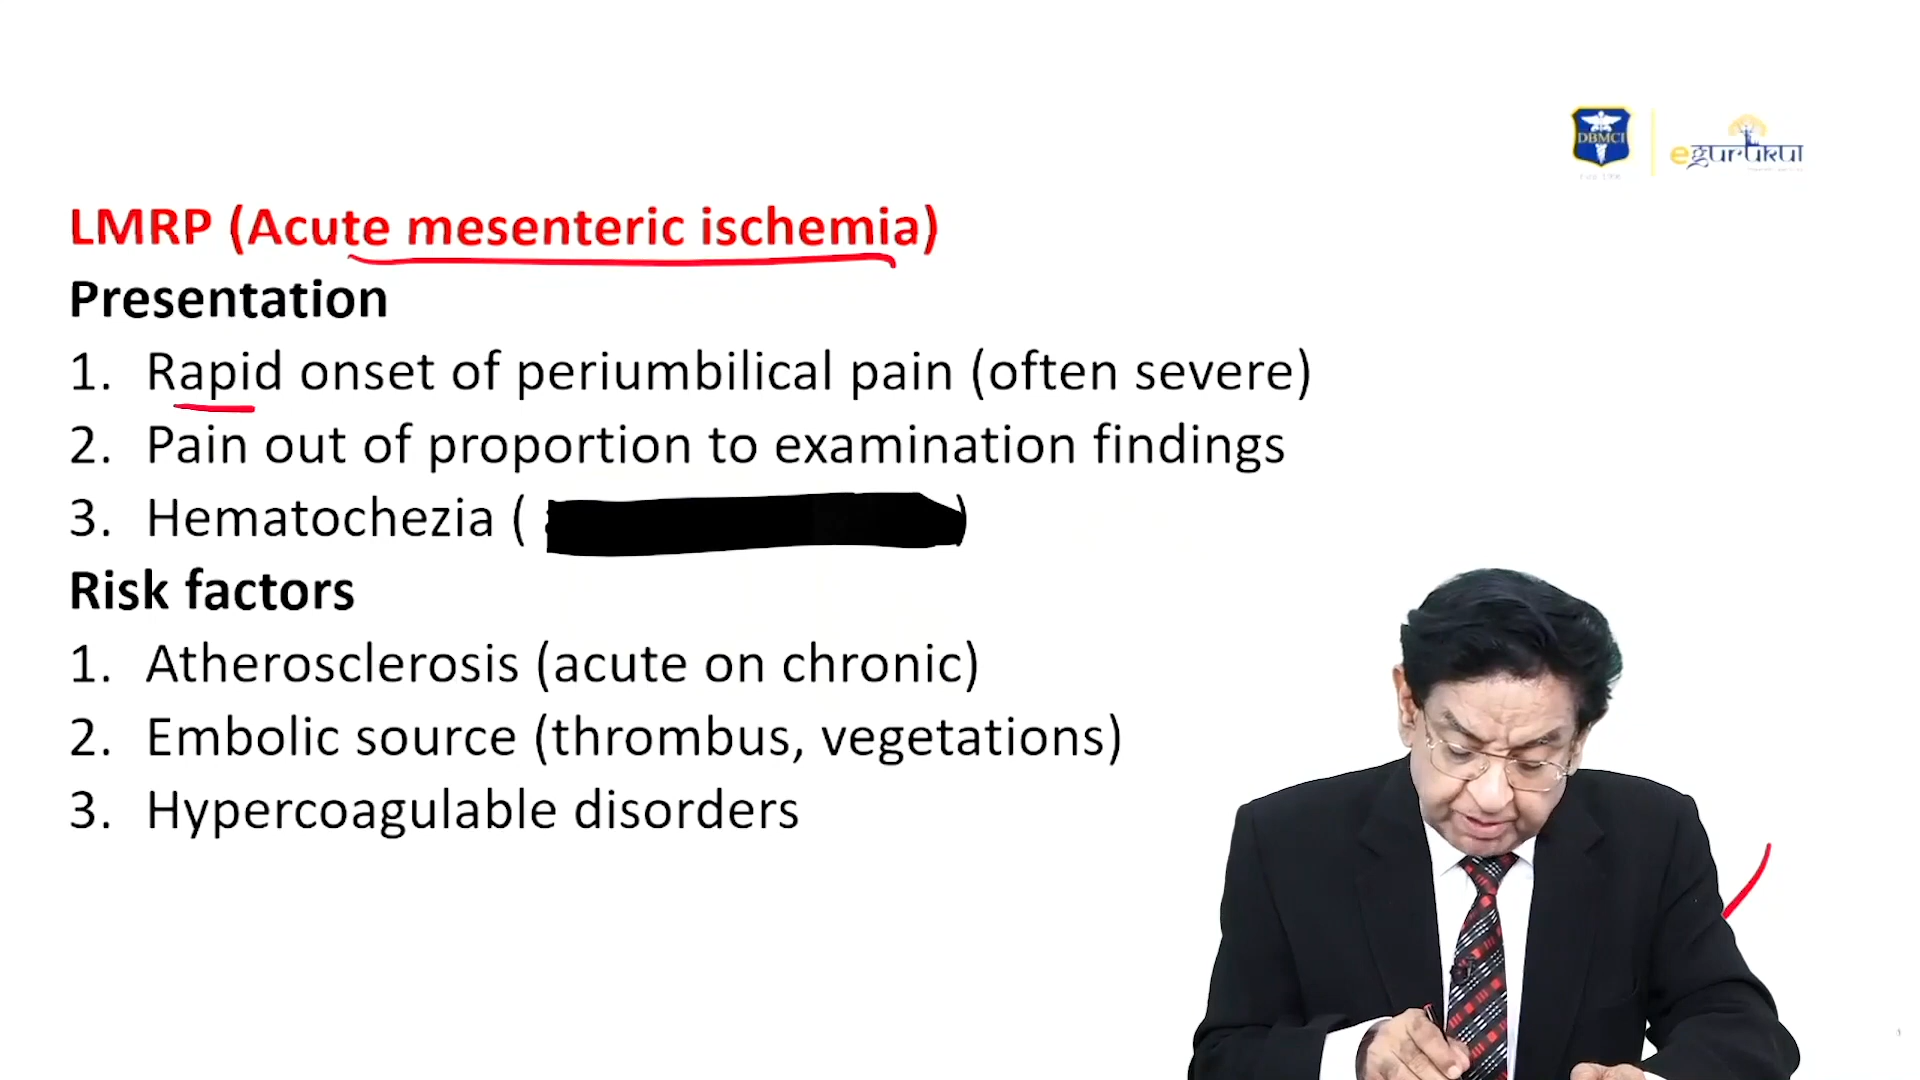 DBMCI
egurukul
LMRP (Acute mesenteric ischemia)
Presentation
1. Rapid onset of periumbilical pain (often severe)
2. Pain out of proportion to examination findings
3. Hematochezia ( )
Risk factors
1. Atherosclerosis (acute on chronic)
2. Embolic source (thrombus, vegetations)
3. Hypercoagulable disorders